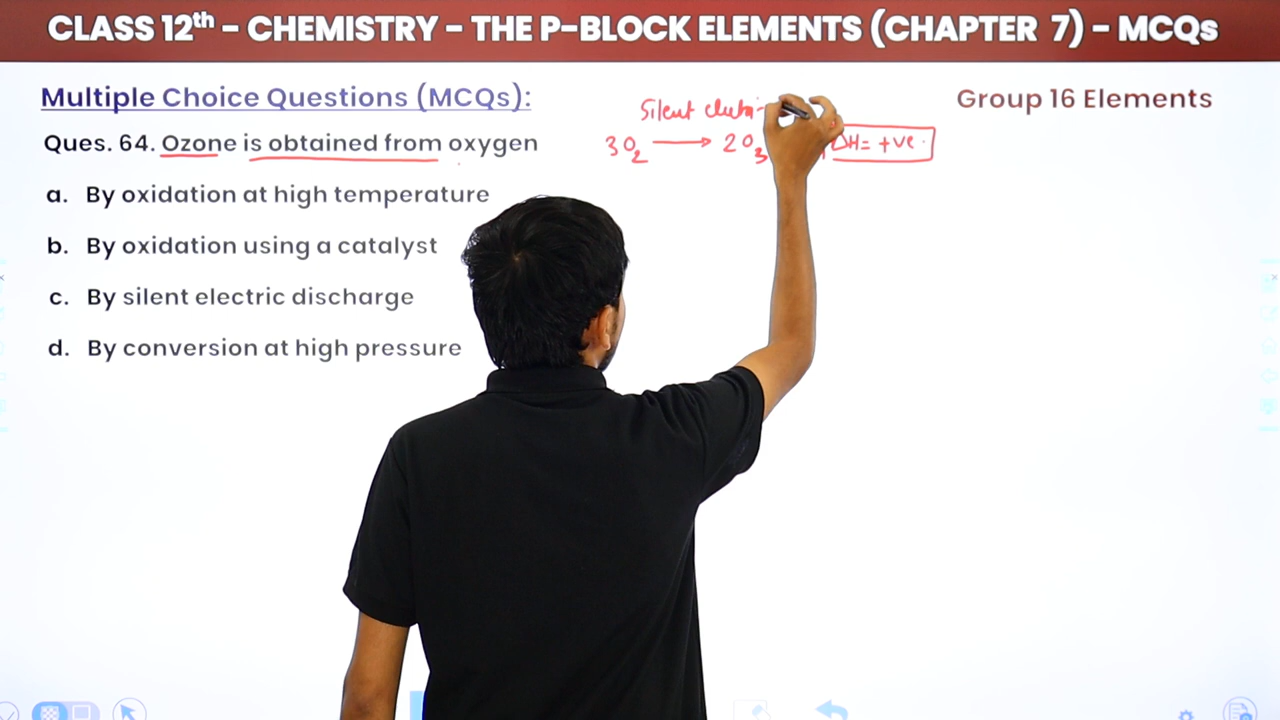 CLASS 12th – CHEMISTRY – THE P-BLOCK ELEMENTS (CHAPTER 7) – MCQs
Multiple Choice Questions (MCQs):
Group 16 Elements
Ques. 64. Ozone is obtained from oxygen
Silent
3O2 → 2O3 ΔH= +ve.
a. By oxidation at high temperature
b. By oxidation using a catalyst
c. By silent electric discharge
d. By conversion at high pressure